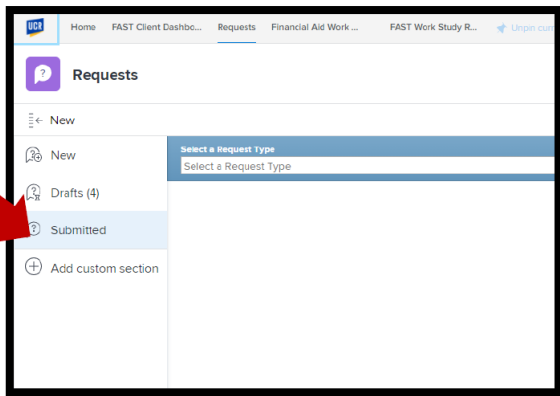 UCR
Home FAST Client Dashbo... Requests Financial Aid Work ... FAST Work Study R... Unpin curr
Requests
New
New
Drafts (4)
Submitted
Add custom section
Select a Request Type
Select a Request Type